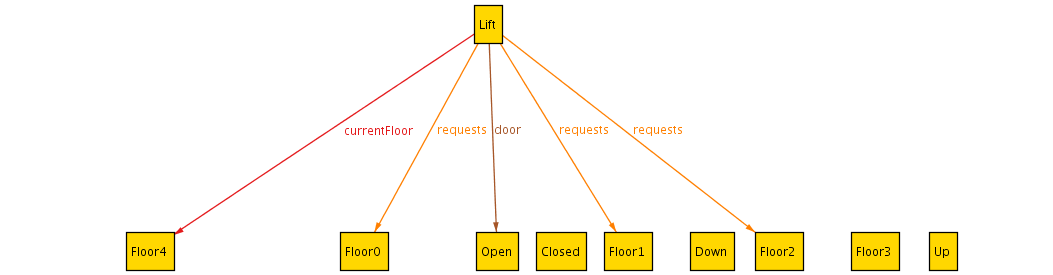 Lift
currentFloor
requests
door
requests
requests
Floor4
Floor0
Open
Closed
Floor1
Down
Floor2
Floor3
Up